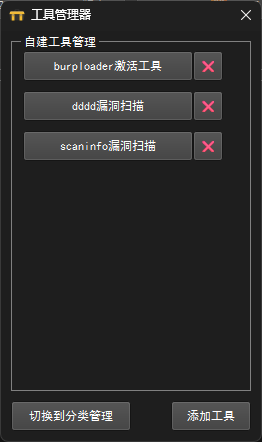 工具管理器
自建工具管理
burploader激活工具
dddd漏洞扫描
scaninfo漏洞扫描
切换到分类管理
添加工具